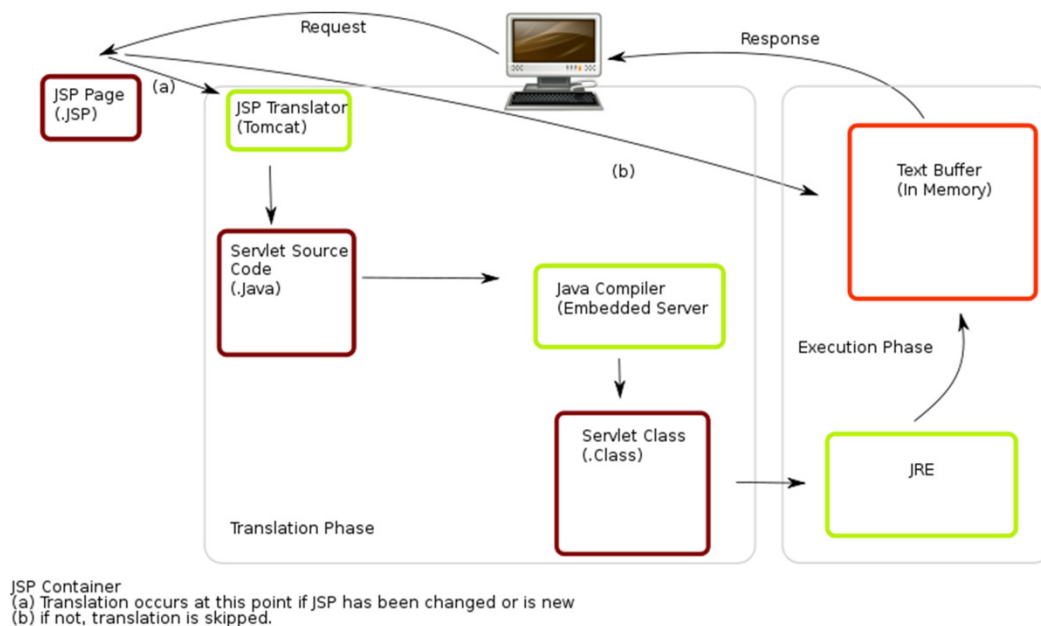 Request
Response
JSP Page
(.JSP)
(a)
JSP Translator
(Tomcat)
(b)
Text Buffer
(In Memory)
Servlet Source
Code
(.Java)
Java Compiler
(Embedded Server
Execution Phase
Servlet Class
(.Class)
JRE
Translation Phase
JSP Container
(a) Translation occurs at this point if JSP has been changed or is new
(b) if not, translation is skipped.